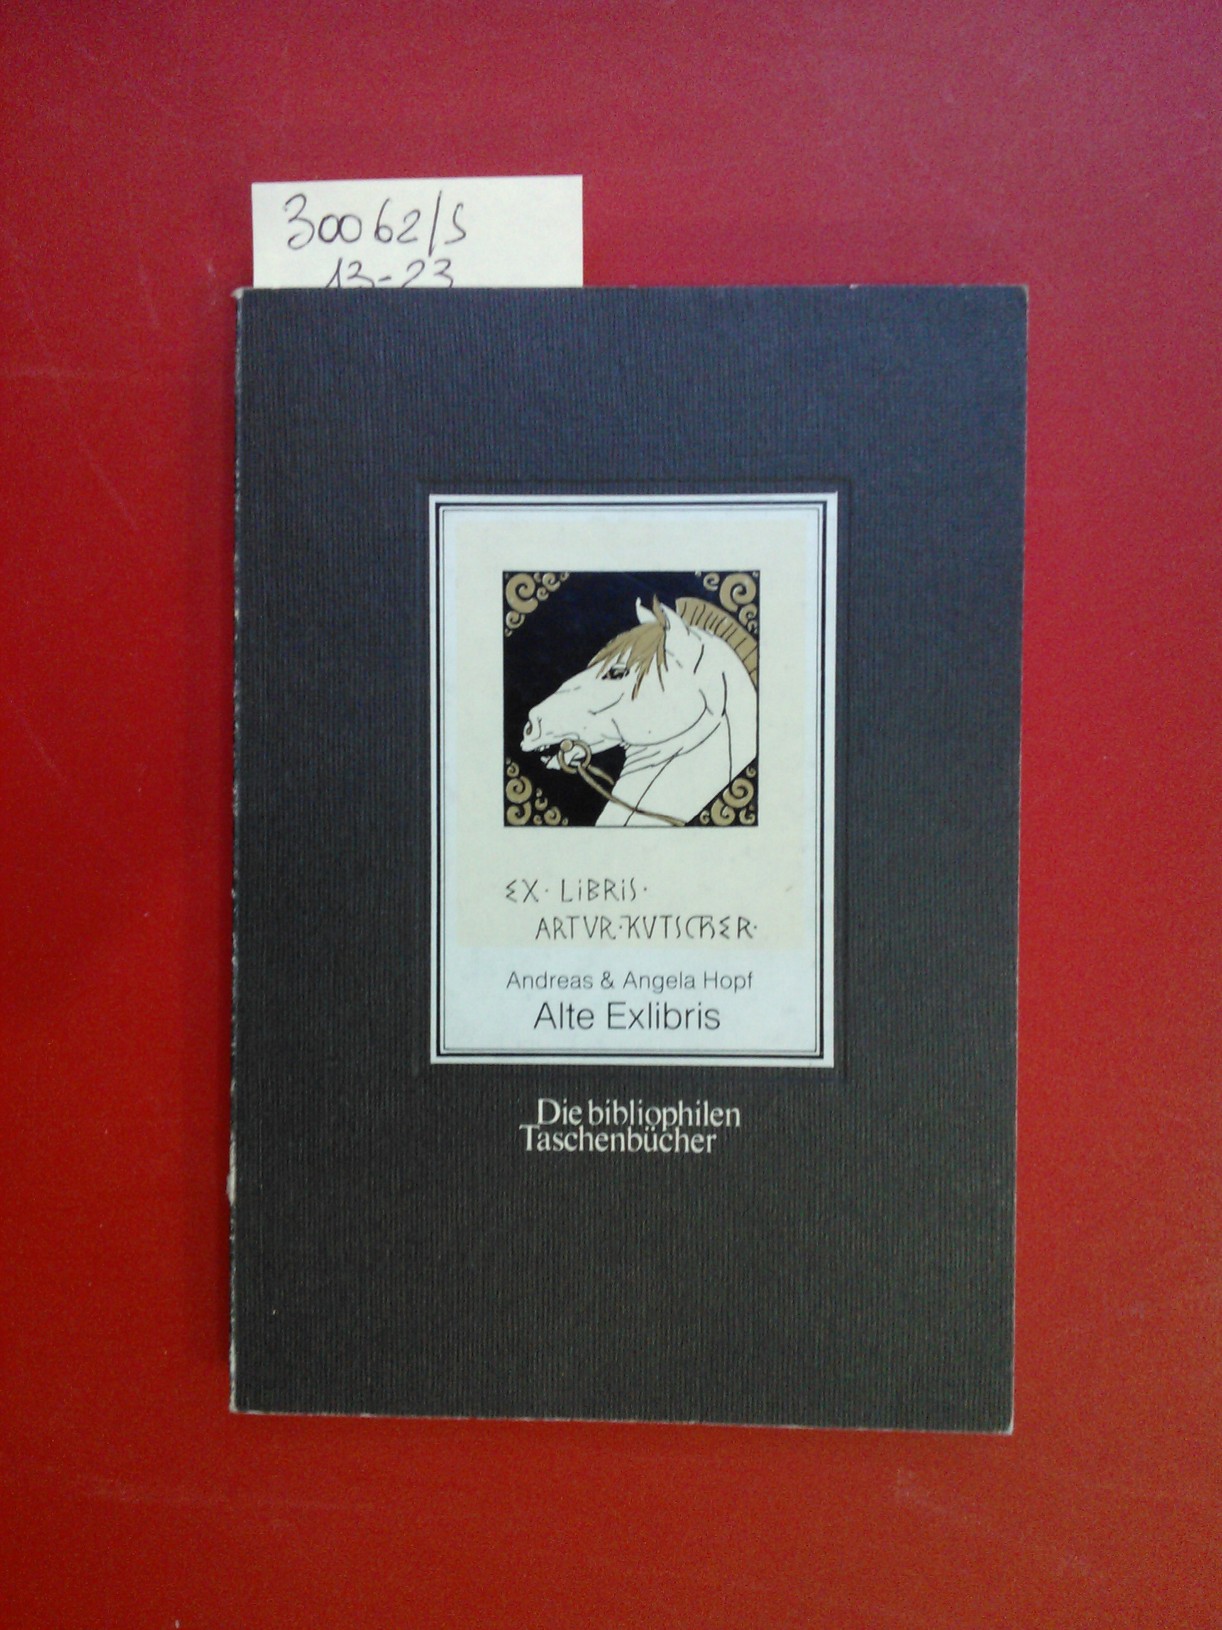 30062/S
13-23
EX · LiBRiS ·
ARTVR · KVTSCHER ·
Andreas & Angela Hopf
Alte Exlibris
Die bibliophilen
Taschenbücher